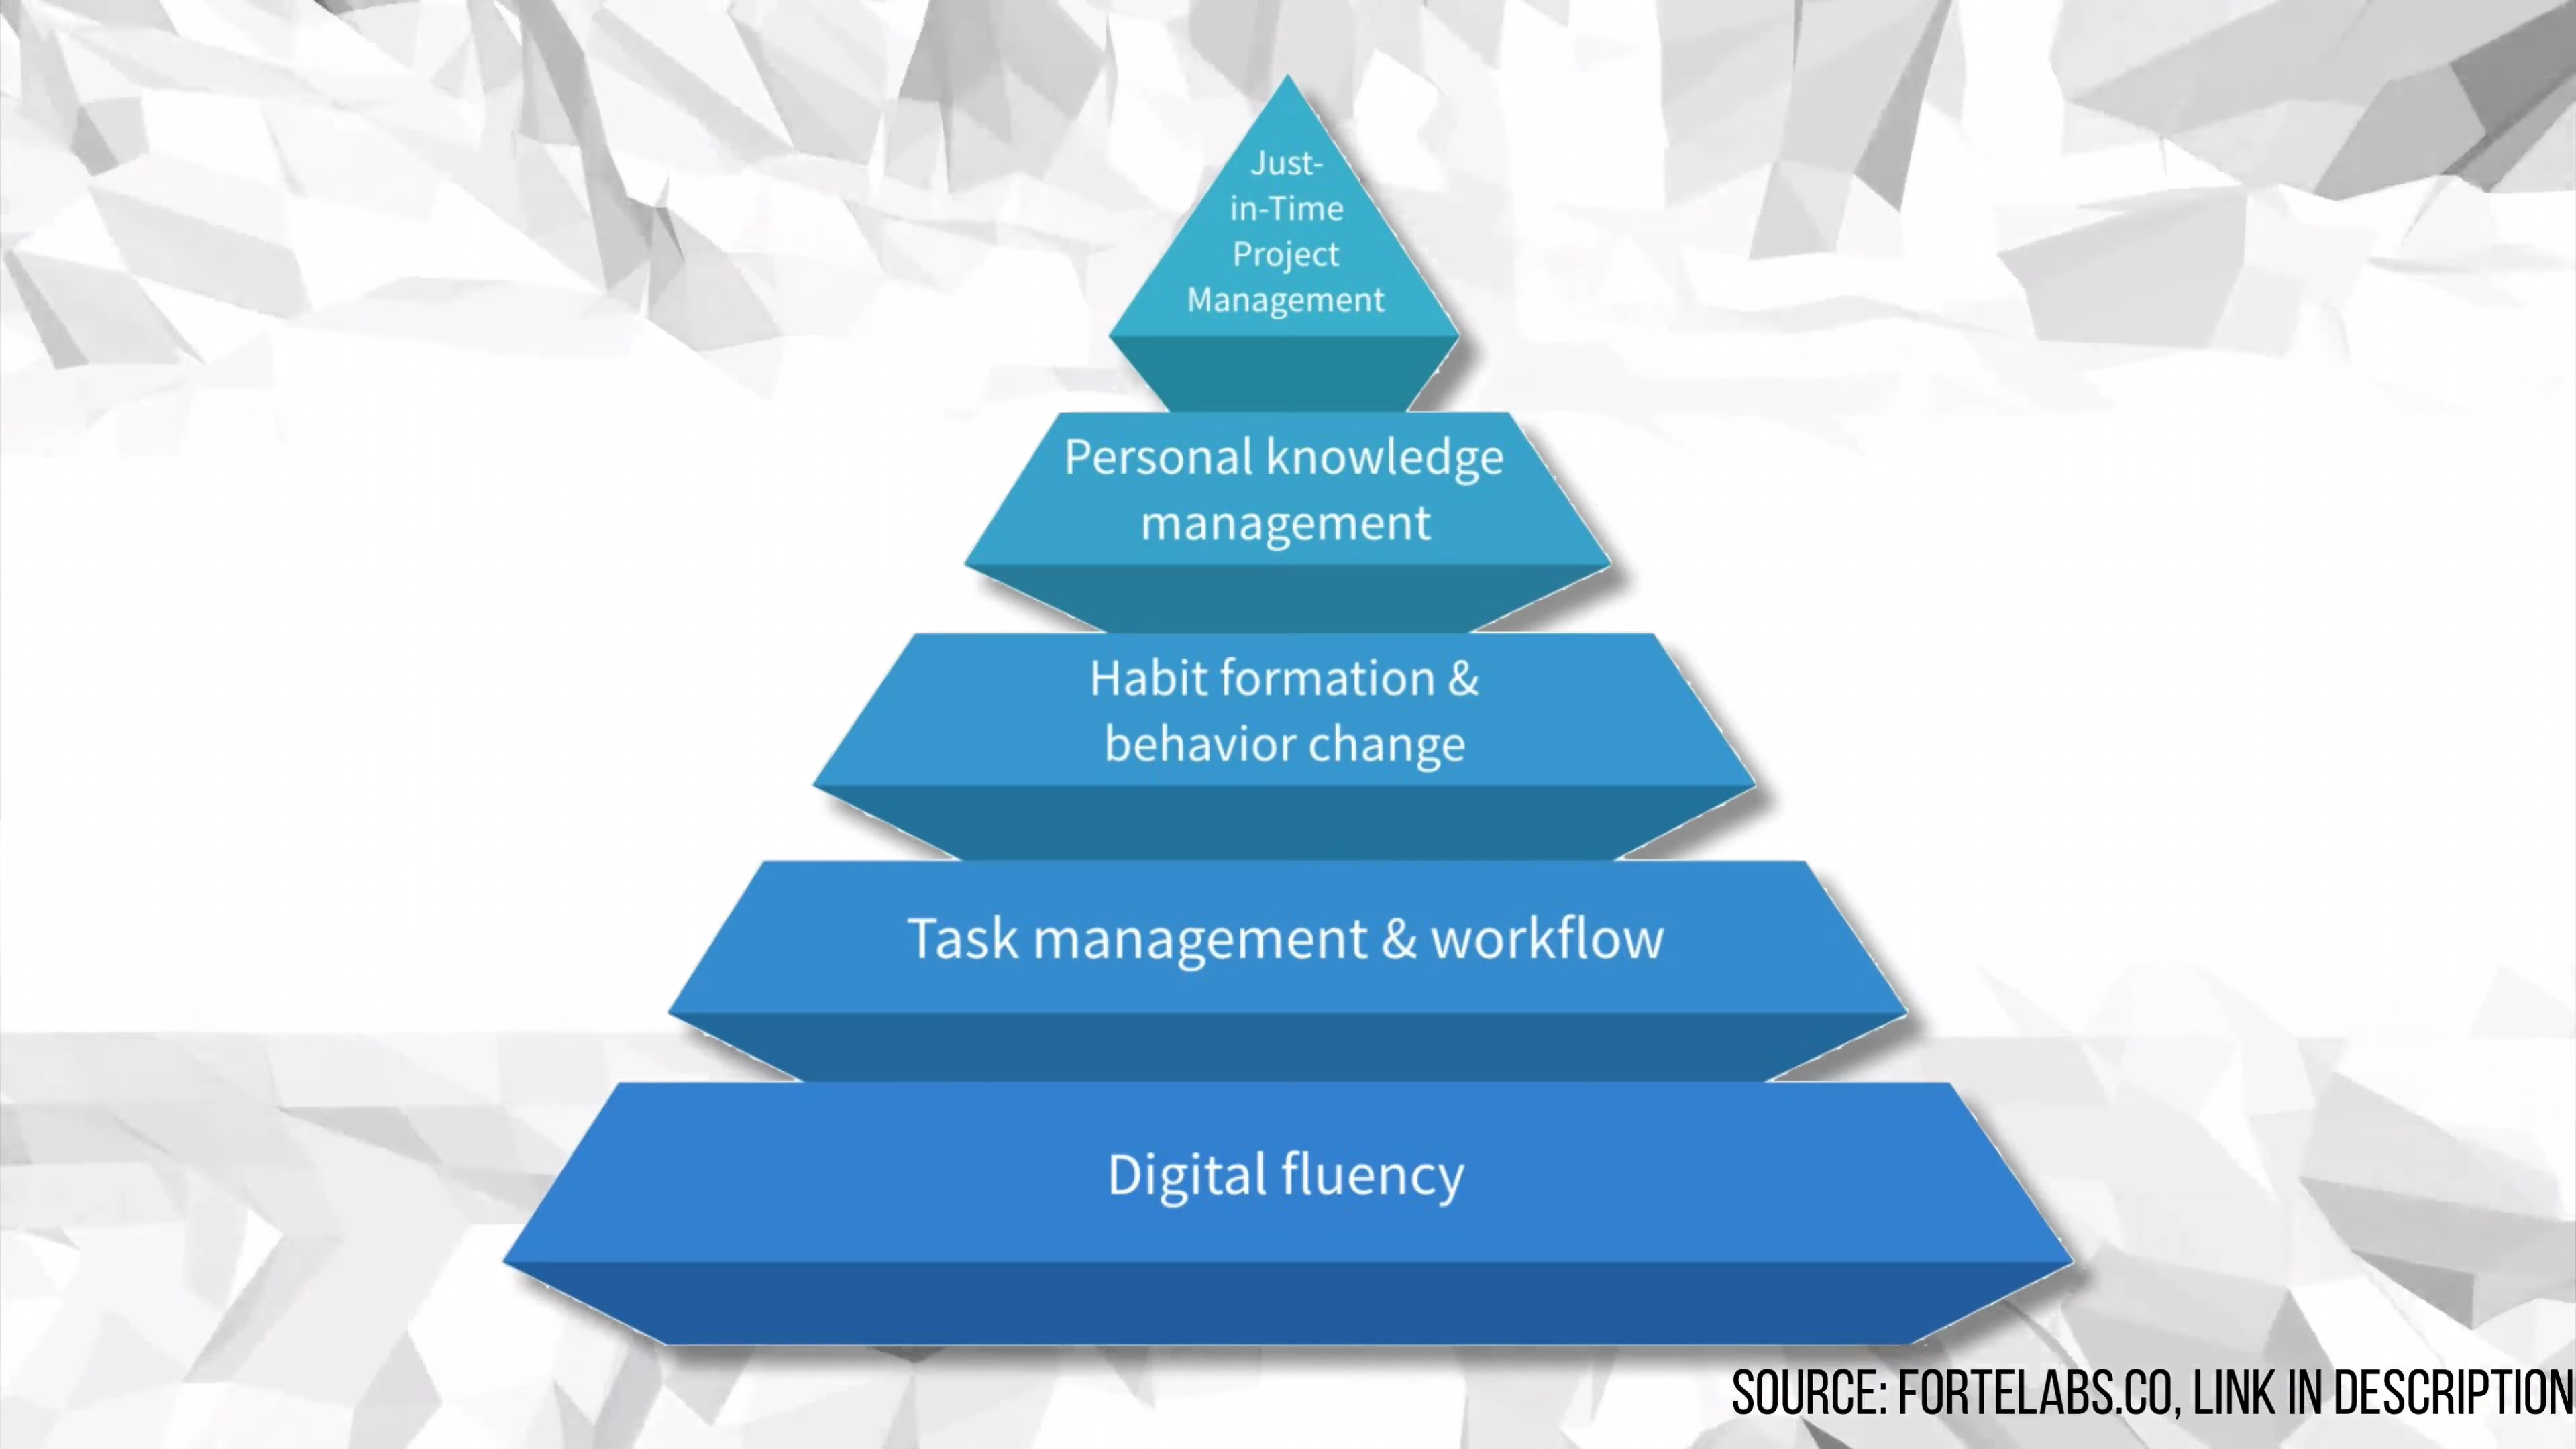 Just-
in-Time
Project
Management
Personal knowledge
management
Habit formation &
behavior change
Task management & workflow
Digital fluency
SOURCE: FORTELABS.CO, LINK IN DESCRIPTION